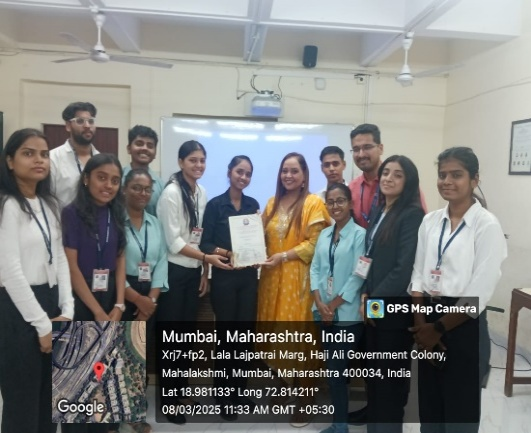 GPS Map Camera
Mumbai, Maharashtra, India
Xrj7+fp2, Lala Lajpatrai Marg, Haji Ali Government Colony,
Mahalakshmi, Mumbai, Maharashtra 400034, India
Lat 18.981133° Long 72.814211°
08/03/2025 11:33 AM GMT +05:30
Google